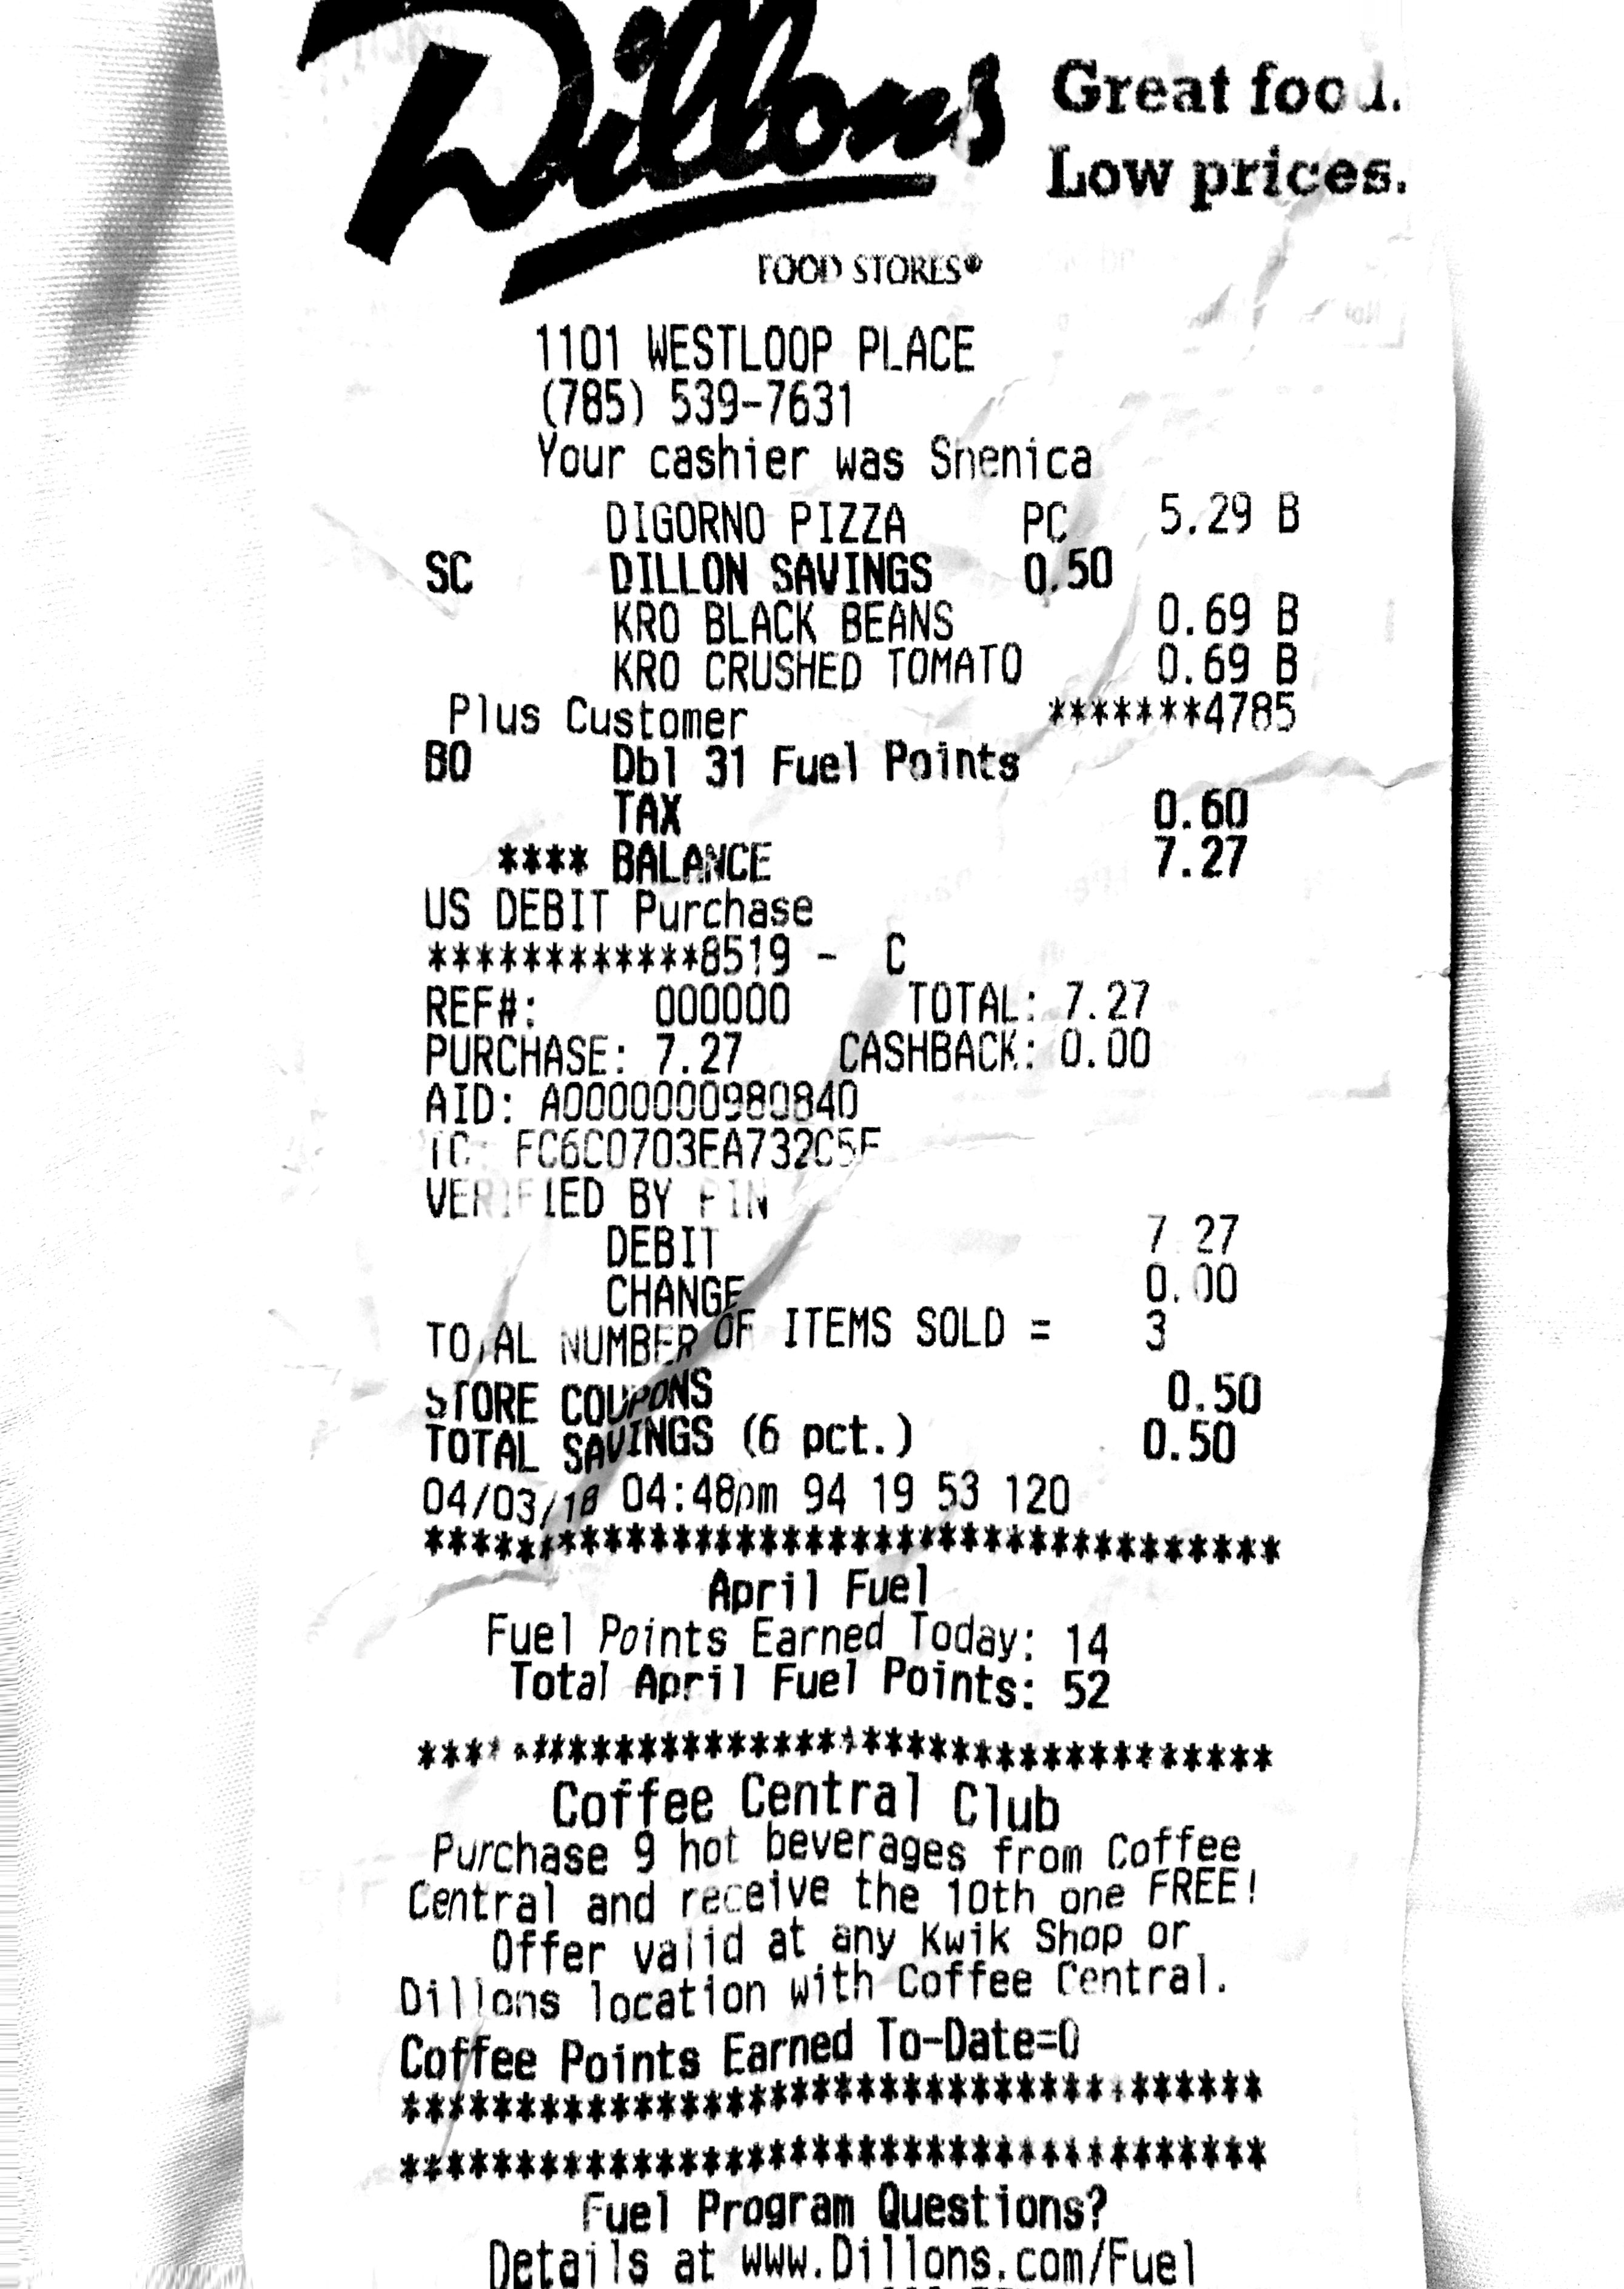 Dillons
Great food.
Low prices.
FOOD STORES®
1101 WESTLOOP PLACE
(785) 539-7631
Your cashier was Shenica
DIGORNO PIZZA PC 5.29 B
SC DILLON SAVINGS 0.50
KRO BLACK BEANS 0.69 B
KRO CRUSHED TOMATO 0.69 B
Plus Customer *******4785
BO Dbl 31 Fuel Points
TAX 0.60
**** BALANCE 7.27
US DEBIT Purchase
************8519 - C
REF#: 000000 TOTAL: 7.27
PURCHASE: 7.27 CASHBACK: 0.00
AID: A0000000980840
TC: FC6C0703EA732C5F
VERIFIED BY PIN
DEBIT 7.27
CHANGE 0.00
TOTAL NUMBER OF ITEMS SOLD = 3
STORE COUPONS 0.50
TOTAL SAVINGS (6 pct.) 0.50
04/03/18 04:48pm 94 19 53 120
*************************************
April Fuel
Fuel Points Earned Today: 14
Total April Fuel Points: 52
*************************************
Coffee Central Club
Purchase 9 hot beverages from Coffee
Central and receive the 10th one FREE!
Offer valid at any Kwik Shop or
Dillons location with Coffee Central.
Coffee Points Earned To-Date=0
*************************************
*************************************
Fuel Program Questions?
Details at www.Dillons.com/Fuel